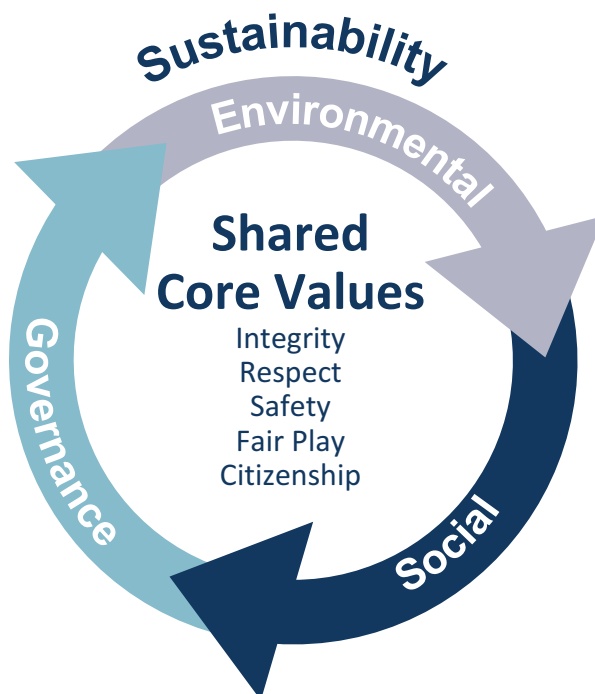 Sustainability
Environmental
Shared
Core Values
Integrity
Respect
Safety
Fair Play
Citizenship
Governance
Social